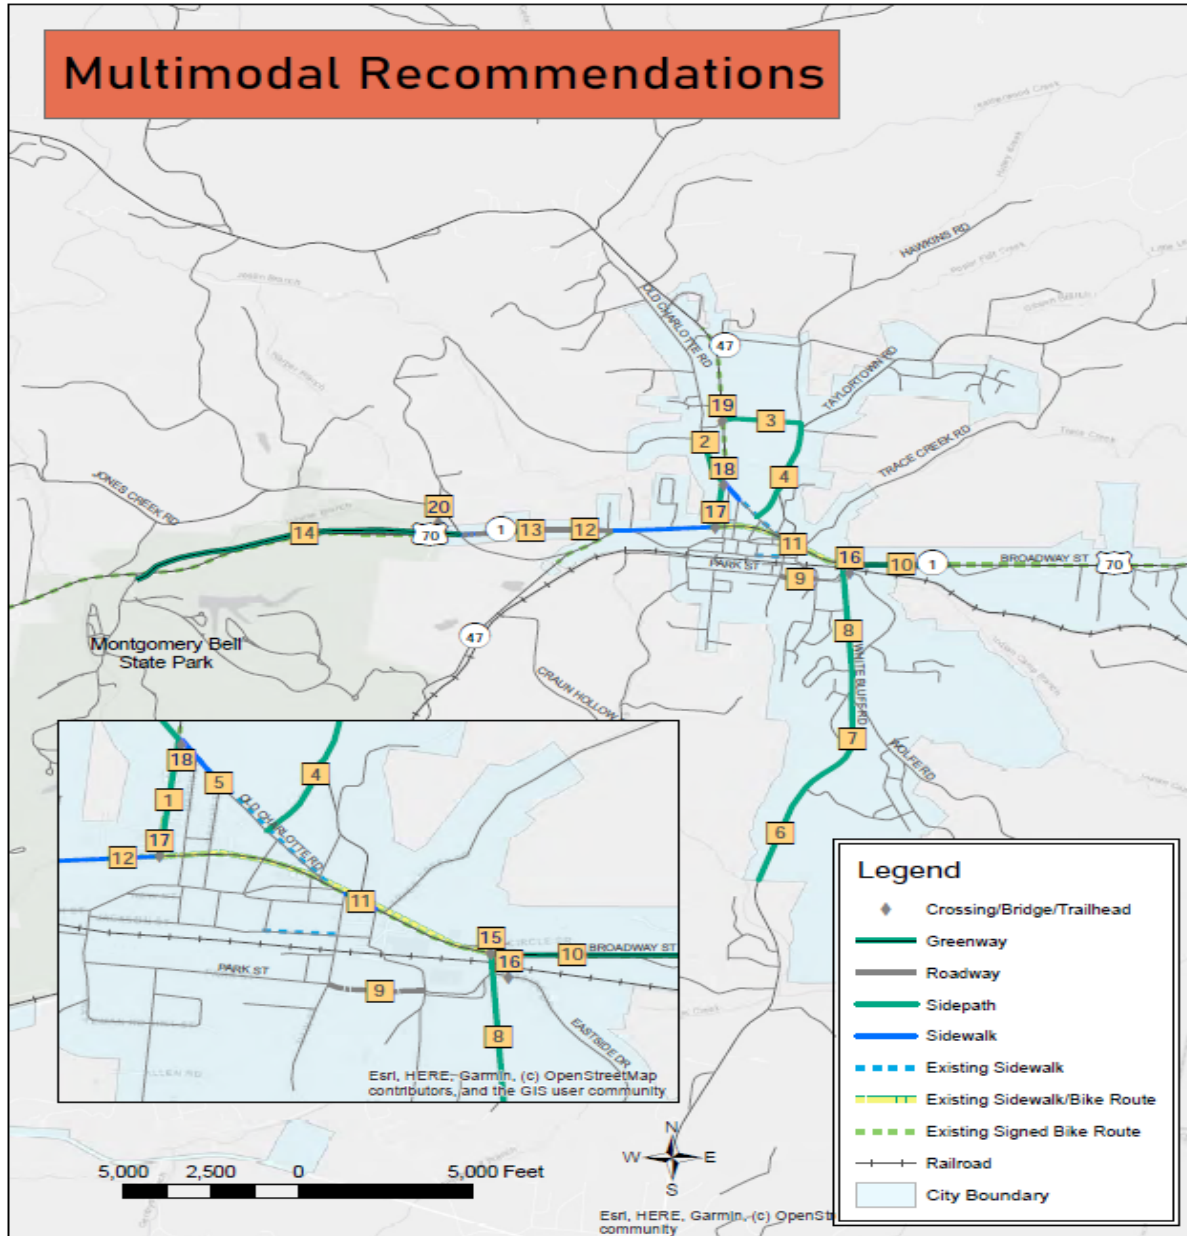 Multimodal Recommendations
HAWKINS RD
OLD CHARLOTTE RD
47
TAYLORTOWN RD
19
3
2
TRACE CREEK RD
18
4
JONES CREEK RD
20
17
14
70
1
13
12
11
16
10
1
BROADWAY ST
70
PARK ST
9
47
8
Montgomery Bell
State Park
WHITE BLUFF RD
CRAUN HOLLOW
7
WOLFE RD
6
18
5
4
1
OLD CHARLOTTE RD
17
12
11
15
CIRCLE
BROADWAY ST
16
10
PARK ST
9
8
EASTSIDE DR
ALLEN RD
Esri, HERE, Garmin, (c) OpenStreetMap
contributors, and the GIS user community
Legend
Crossing/Bridge/Trailhead
Greenway
Roadway
Sidepath
Sidewalk
Existing Sidewalk
Existing Sidewalk/Bike Route
Existing Signed Bike Route
Railroad
City Boundary
N
W E
S
5,000 2,500 0 5,000 Feet
Esri, HERE, Garmin, (c) OpenStr
community